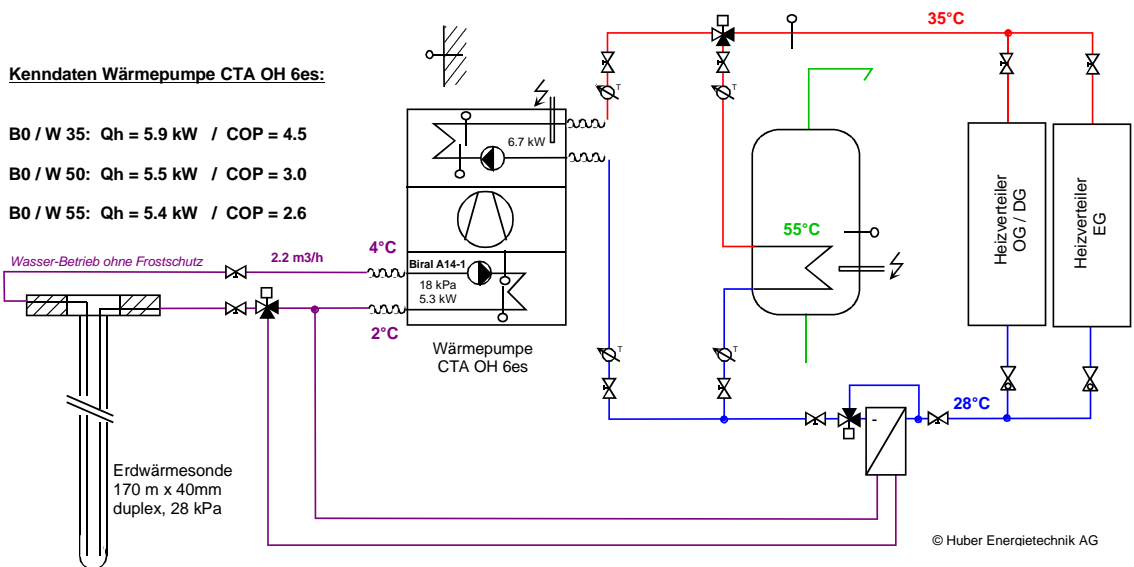 Kenndaten Wärmepumpe CTA OH 6es:
B0 / W 35: Qh = 5.9 kW / COP = 4.5
B0 / W 50: Qh = 5.5 kW / COP = 3.0
B0 / W 55: Qh = 5.4 kW / COP = 2.6
Wasser-Betrieb ohne Frostschutz
2.2 m3/h
4°C
2°C
6.7 kW
Biral A14-1
18 kPa
5.3 kW
Wärmepumpe
CTA OH 6es
Erdwärmesonde
170 m x 40mm
duplex, 28 kPa
T
T
T
T
35°C
55°C
28°C
-
Heizverteiler
OG / DG
Heizverteiler
EG
© Huber Energietechnik AG